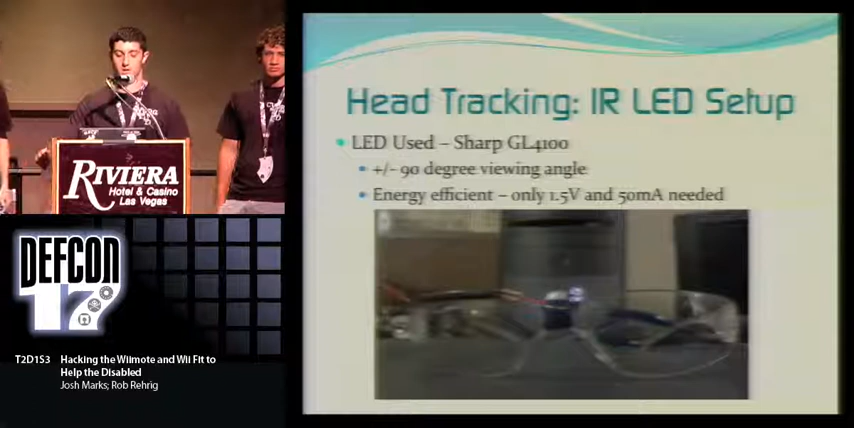 RIVIERA
Hotel & Casino
Las Vegas
DEFCON
17
T2D1S3 Hacking the Wiimote and Wii Fit to
Help the Disabled
Josh Marks; Rob Rehrig
Head Tracking: IR LED Setup
LED Used – Sharp GL4100
+/- 90 degree viewing angle
Energy efficient – only 1.5V and 50mA needed